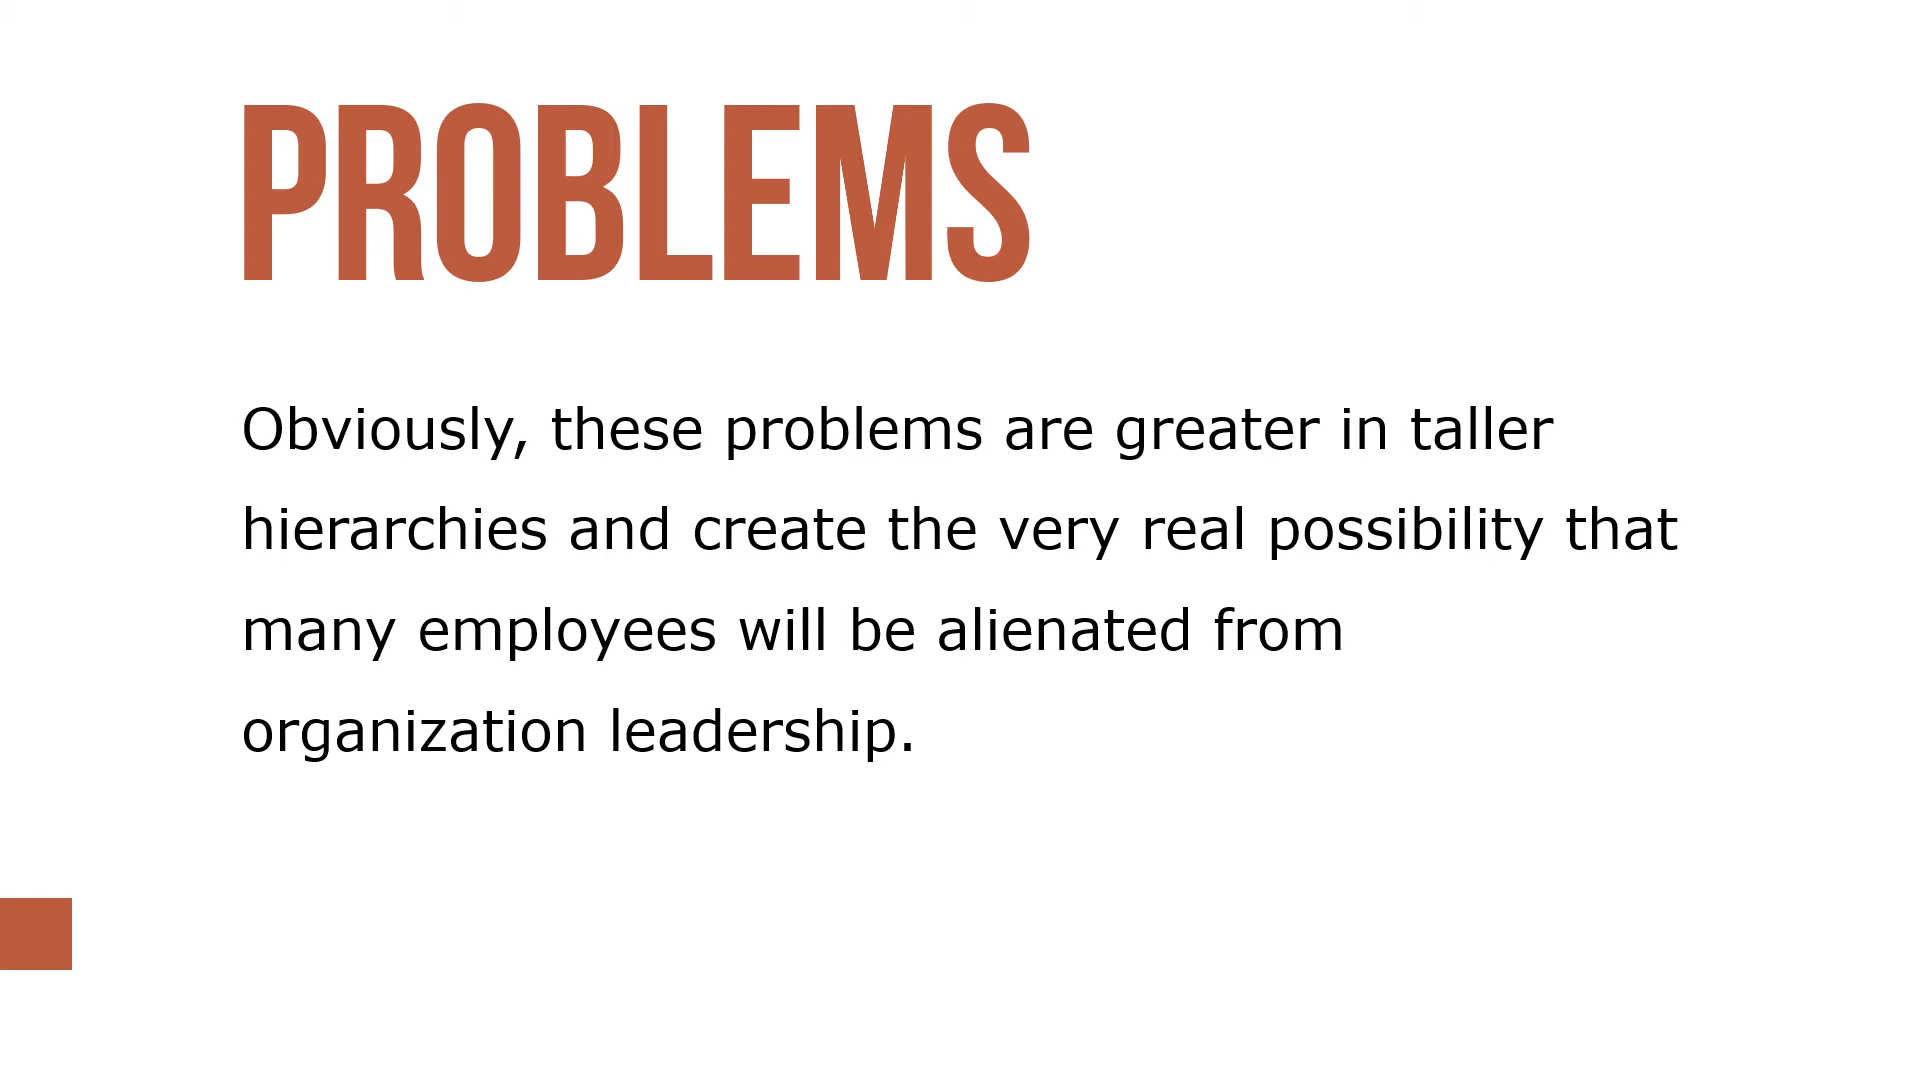 PROBLEMS
Obviously, these problems are greater in taller
hierarchies and create the very real possibility that
many employees will be alienated from
organization leadership.